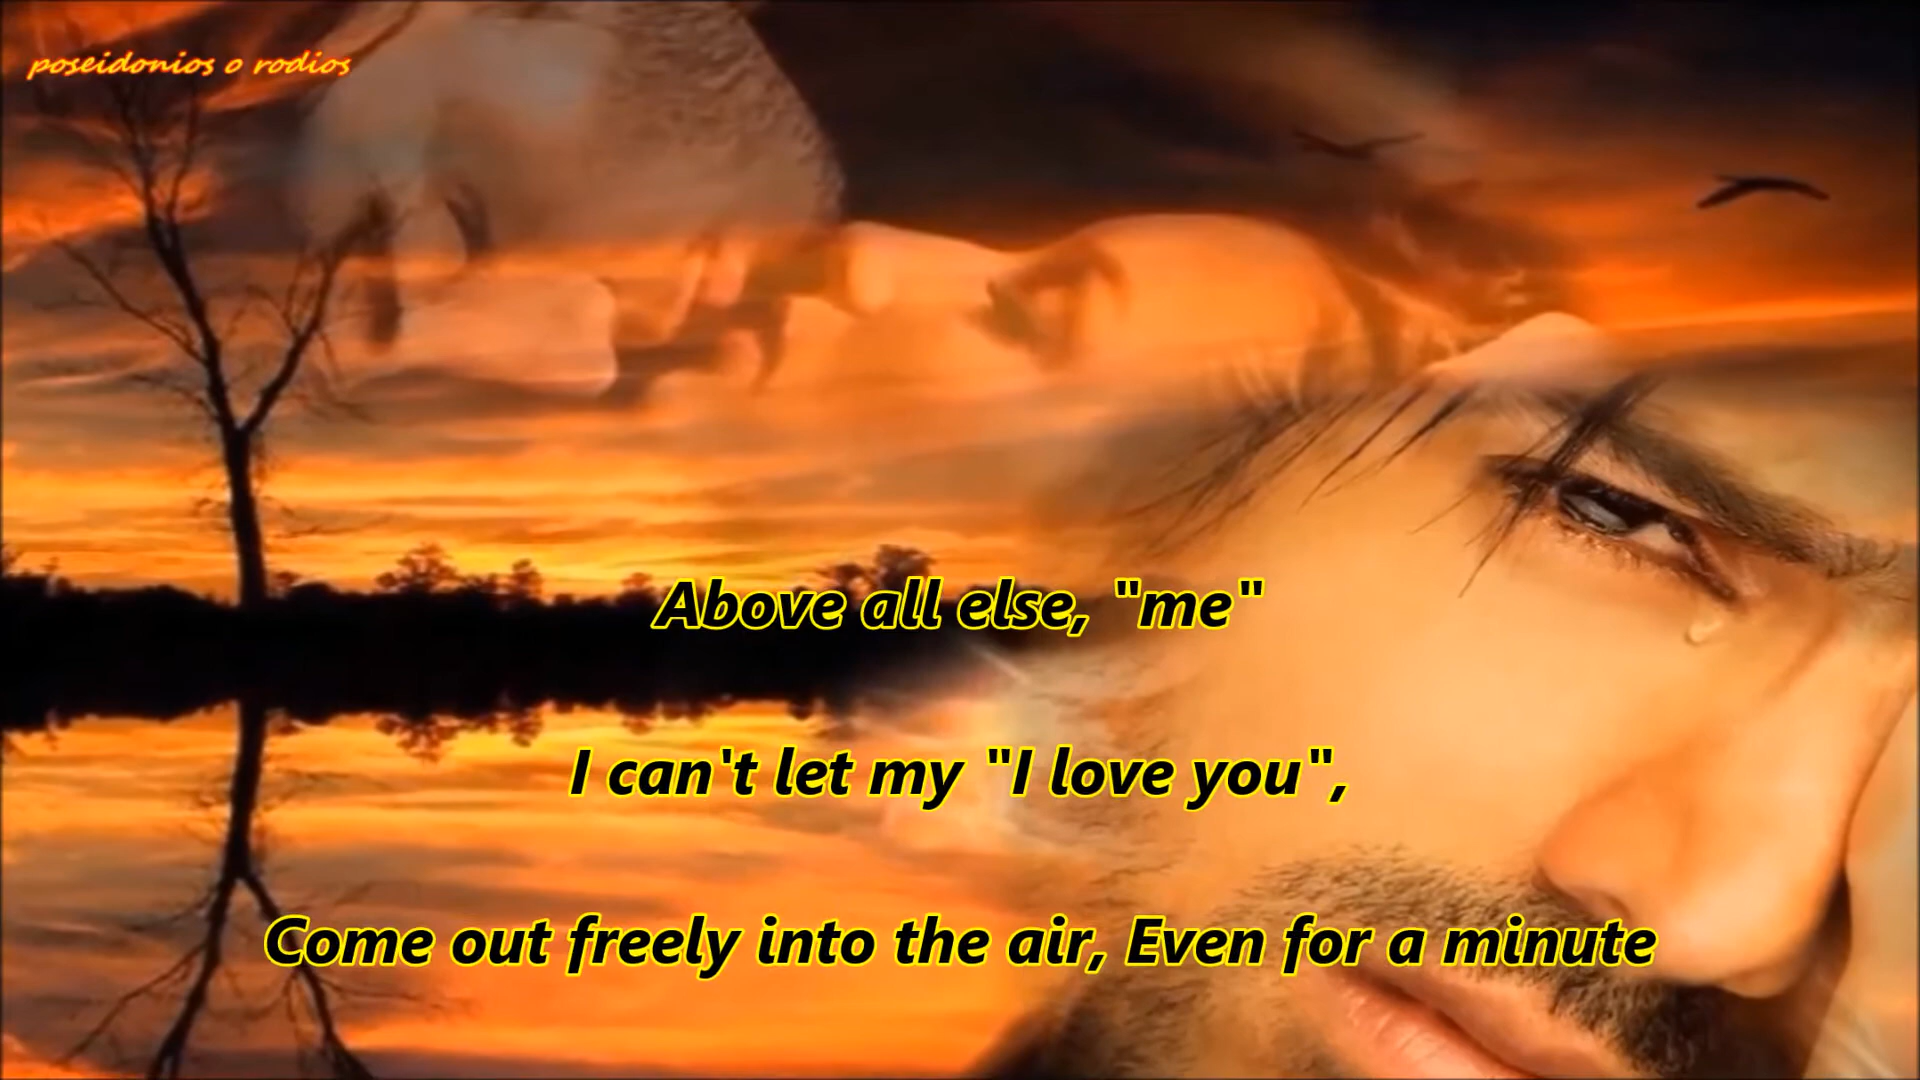 poseidonios o rodios
Above all else, "me"
I can't let my "I love you",
Come out freely into the air, Even for a minute